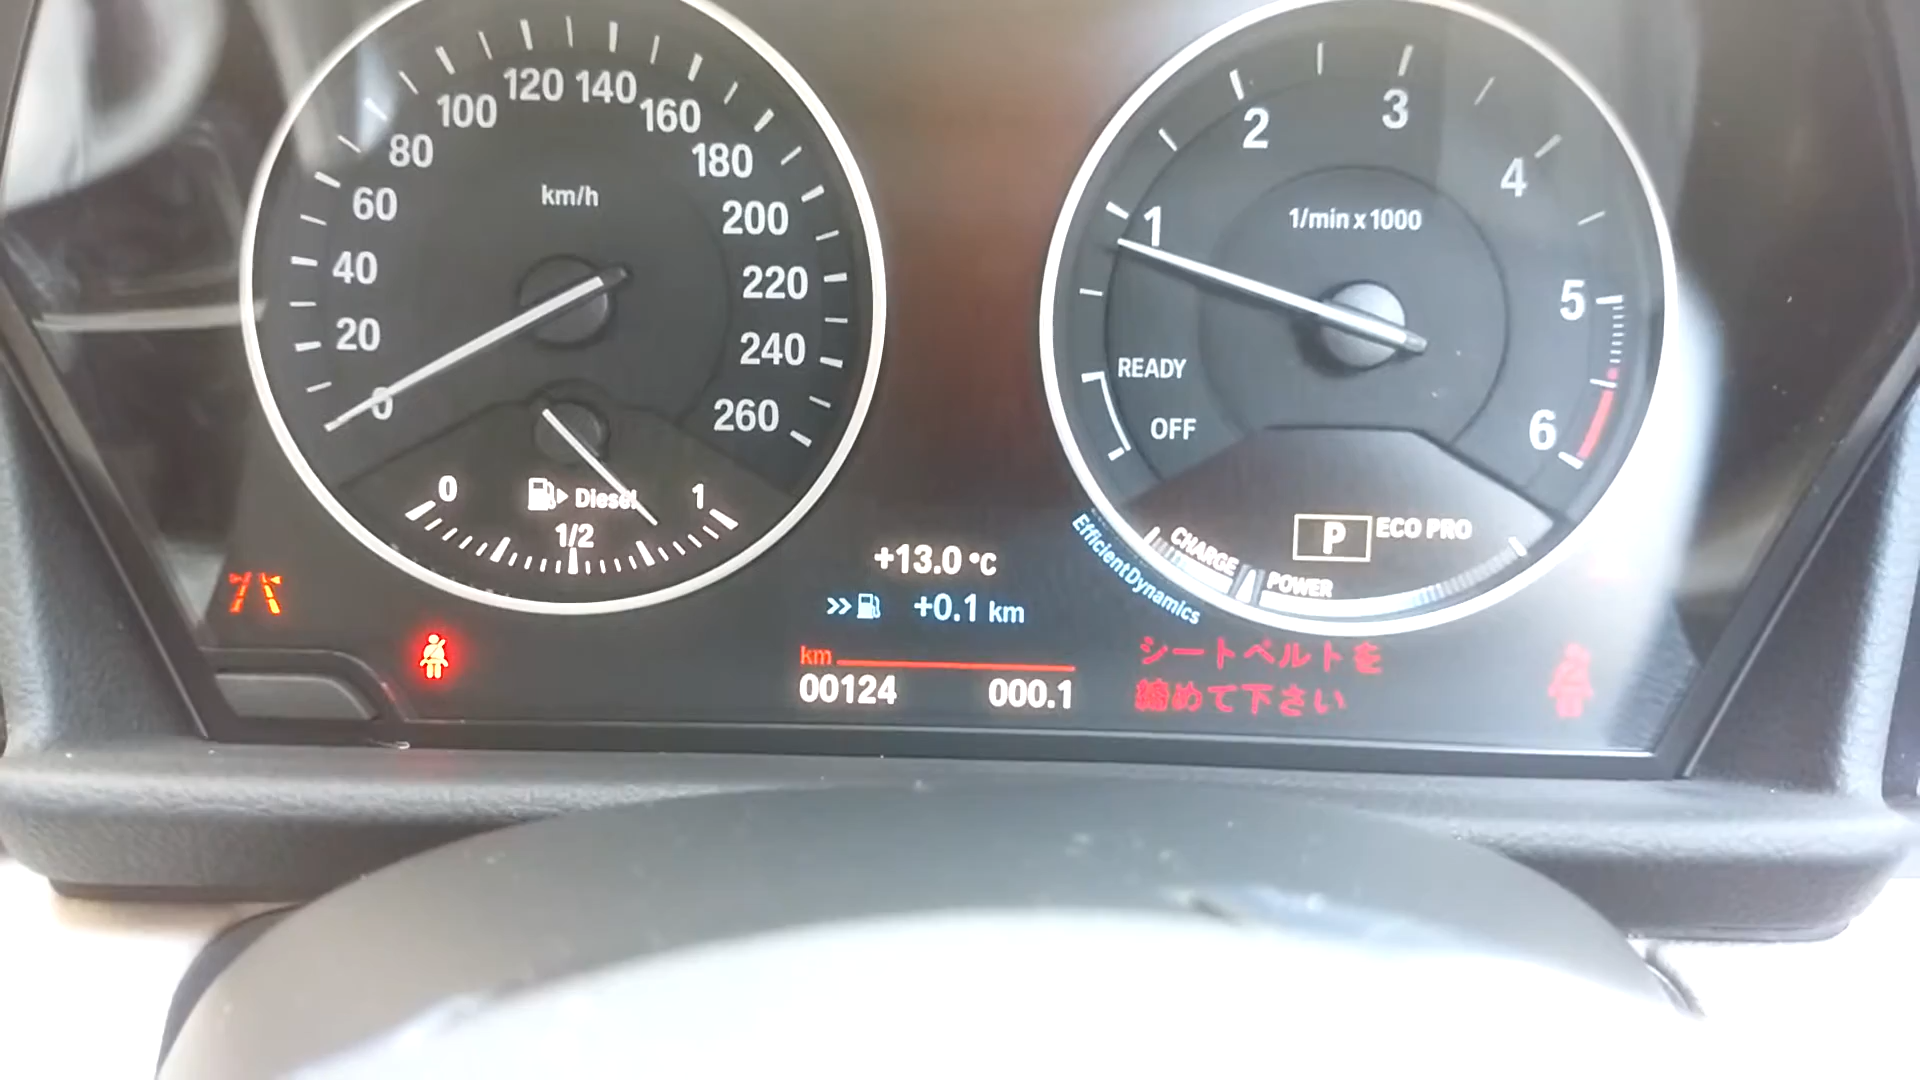 km/h
0
20
40
60
80
100
120
140
160
180
200
220
240
260
0
1/2
1
Diesel
1/min x 1000
1
2
3
4
5
6
READY
OFF
P
ECO PRO
CHARGE
POWER
EfficientDynamics
+13.0 °C
>> +0.1 km
km
00124 000.1
シートベルトを
締めて下さい